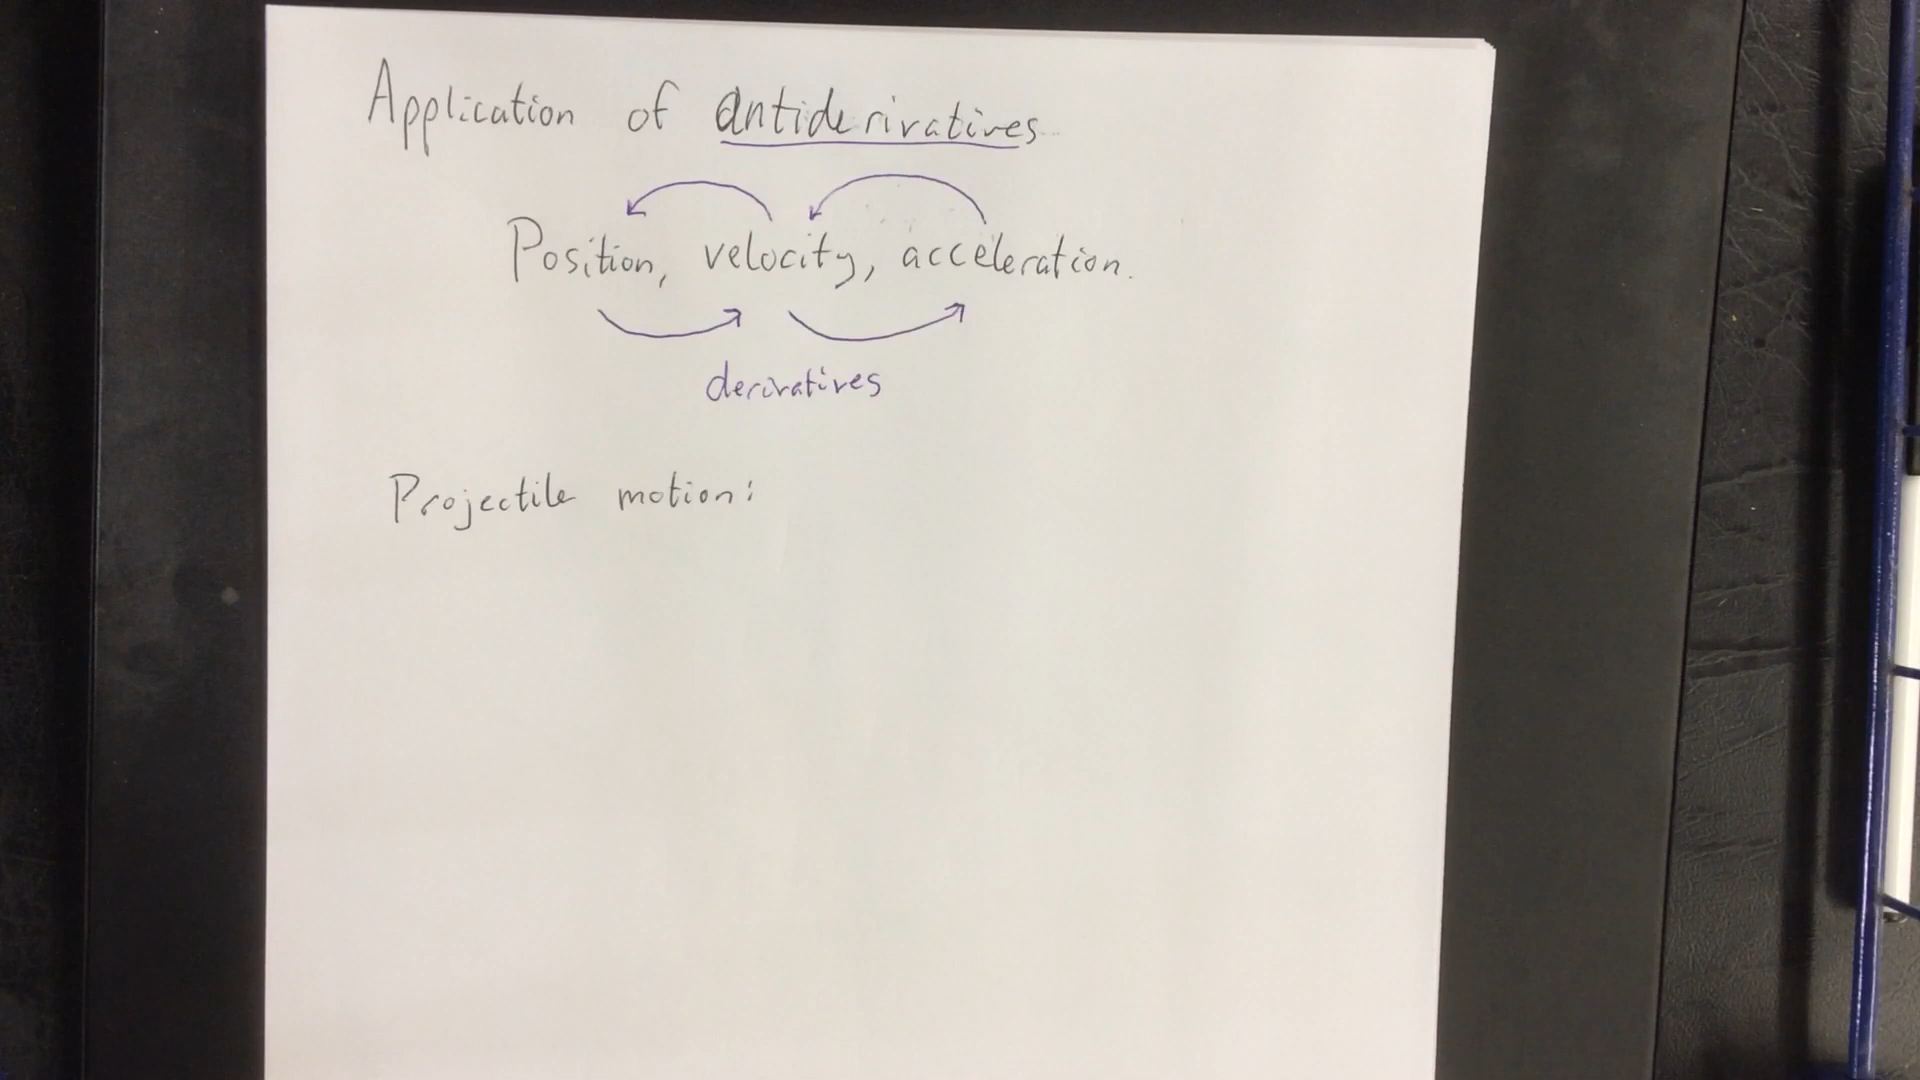 Application of antiderivatives
Position, velocity, acceleration.
derivatives
Projectile motion: